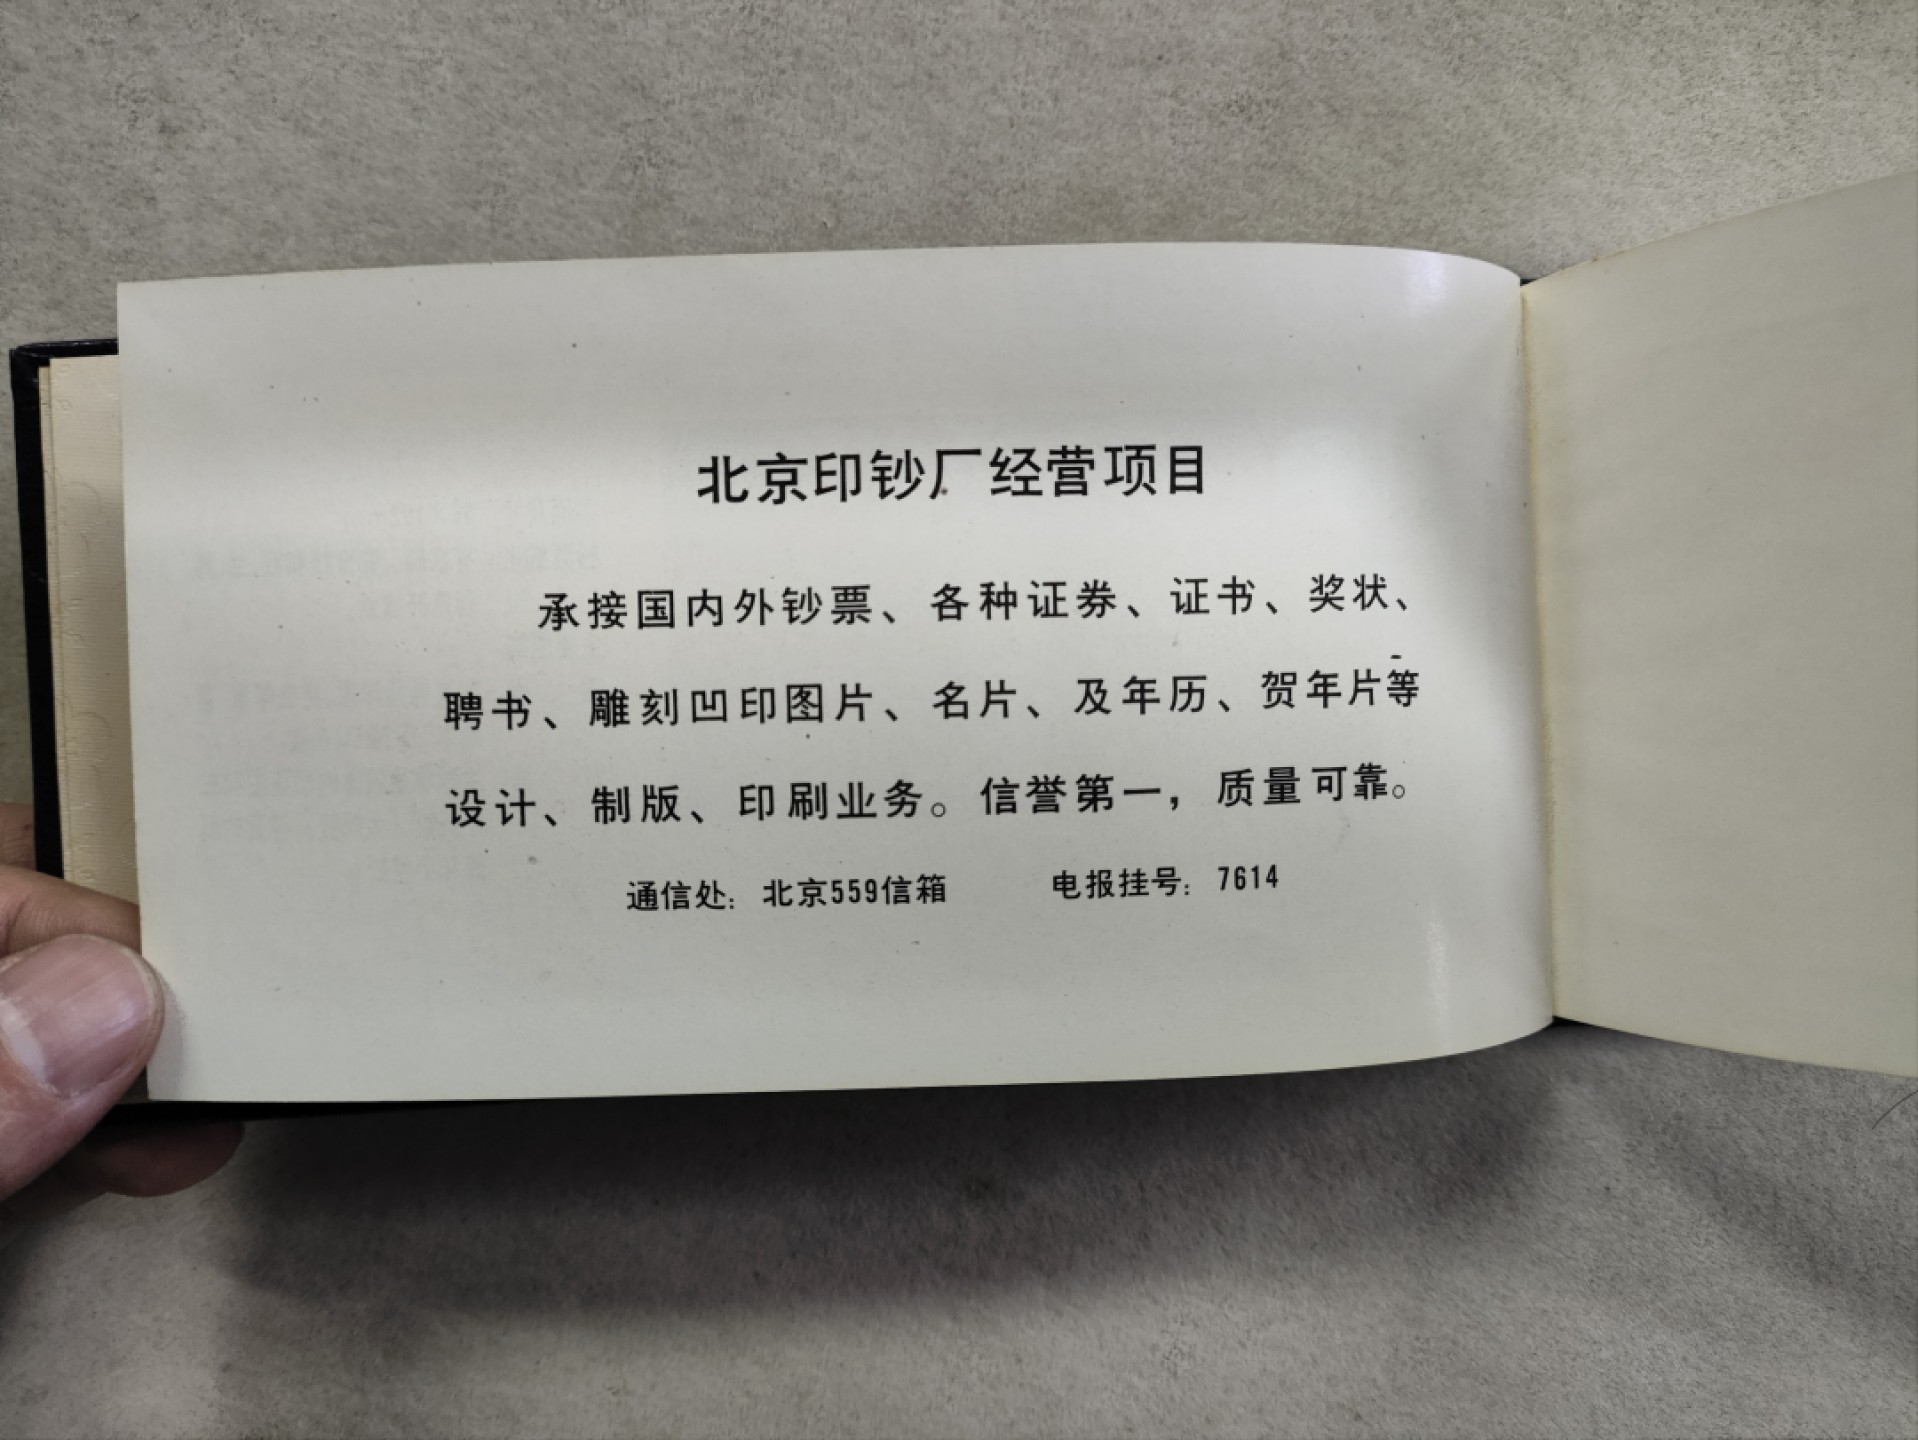 北京印钞厂经营项目
承接国内外钞票、各种证券、证书、奖状、
聘书、雕刻凹印图片、名片、及年历、贺年片等
设计、制版、印刷业务。信誉第一，质量可靠。
通信处：北京559信箱 电报挂号：7614